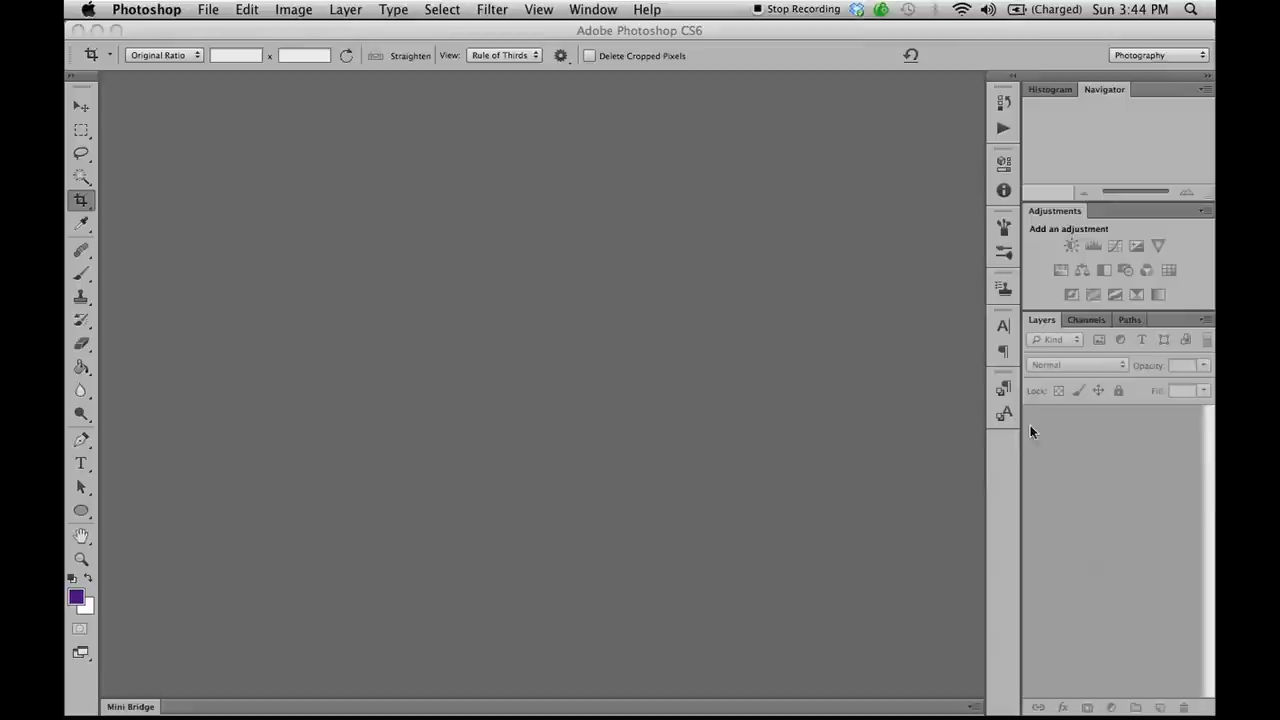 Photoshop File Edit Image Layer Type Select Filter View Window Help Stop Recording (Charged) Sun 3:44 PM
Adobe Photoshop CS6
Original Ratio x Straighten View: Rule of Thirds Delete Cropped Pixels Photography
Histogram Navigator
Adjustments
Add an adjustment
Layers Channels Paths
Kind T
Normal Opacity:
Lock: Fill:
A
T
A
fx
Mini Bridge